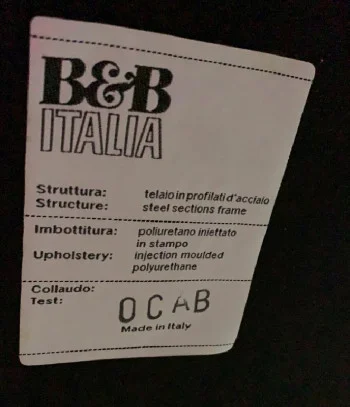 B&B
ITALIA
Struttura: telaio in profilati d'acciaio
Structure: steel sections frame
Imbottitura: poliuretano iniettato
in stampo
Upholstery: injection moulded
polyurethane
Collaudo:
Test: OCAB
Made in Italy